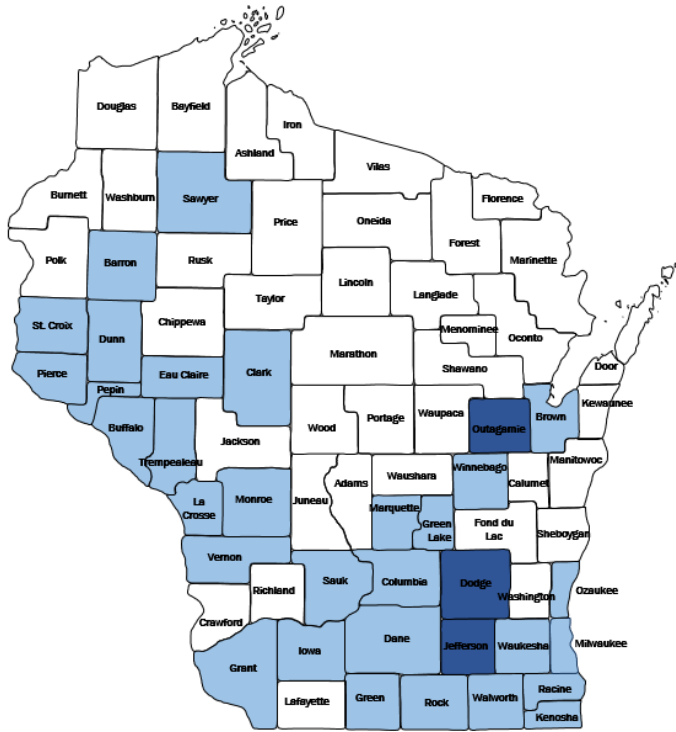 Douglas
Bayfield
Iron
Ashland
Vilas
Burnett
Washburn
Sawyer
Florence
Price
Oneida
Forest
Polk
Barron
Rusk
Marinette
Lincoln
Langlade
Taylor
St. Croix
Chippewa
Menominee
Oconto
Dunn
Marathon
Door
Pierce
Eau Claire
Clark
Shawano
Pepin
Kewaunee
Buffalo
Wood
Portage
Waupaca
Outagamie
Brown
Jackson
Trempealeau
Manitowoc
Winnebago
Waushara
Adams
Calumet
La
Crosse
Monroe
Juneau
Marquette
Green
Lake
Fond du
Lac
Sheboygan
Vernon
Sauk
Columbia
Dodge
Richland
Washington
Ozaukee
Crawford
Dane
Jefferson
Waukesha
Milwaukee
Iowa
Grant
Lafayette
Green
Rock
Walworth
Racine
Kenosha